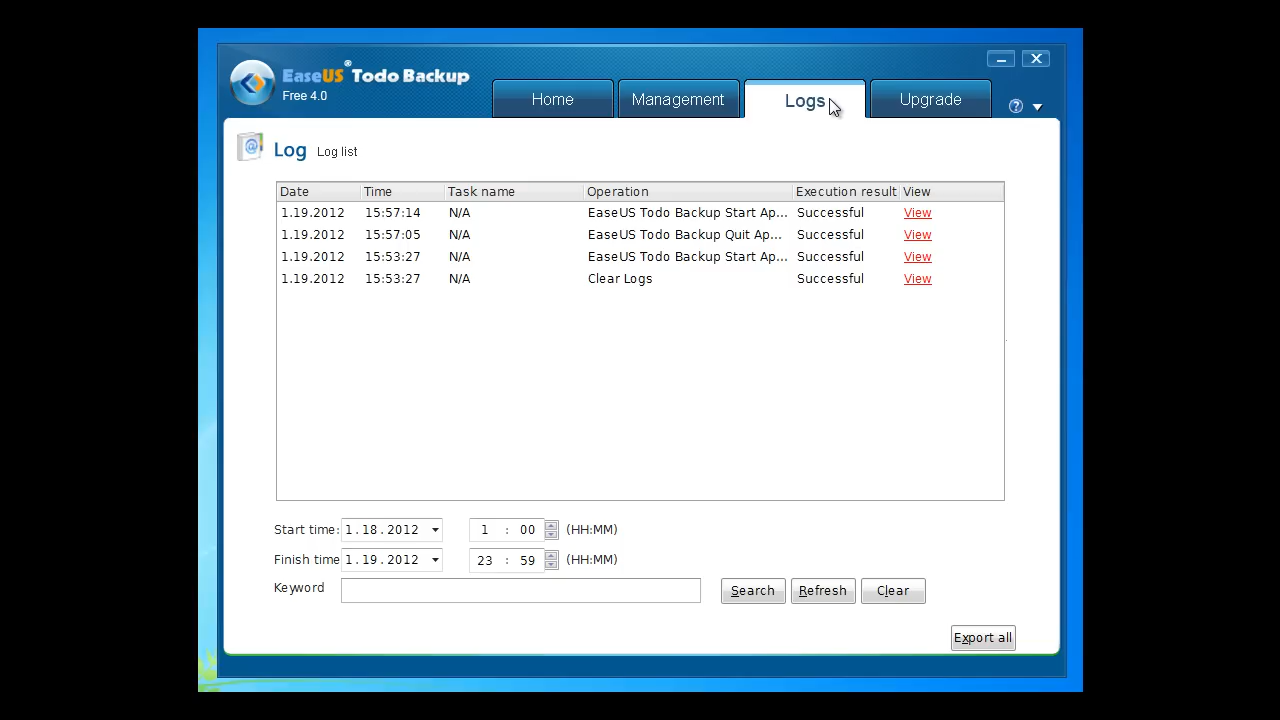 EaseUS® Todo Backup
Free 4.0
Home Management Logs Upgrade
Log Log list
Date Time Task name Operation Execution result View
1.19.2012 15:57:14 N/A EaseUS Todo Backup Start Ap... Successful View
1.19.2012 15:57:05 N/A EaseUS Todo Backup Quit Ap... Successful View
1.19.2012 15:53:27 N/A EaseUS Todo Backup Start Ap... Successful View
1.19.2012 15:53:27 N/A Clear Logs Successful View
Start time: 1.18.2012 1 : 00 (HH:MM)
Finish time 1.19.2012 23 : 59 (HH:MM)
Keyword Search Refresh Clear
Export all